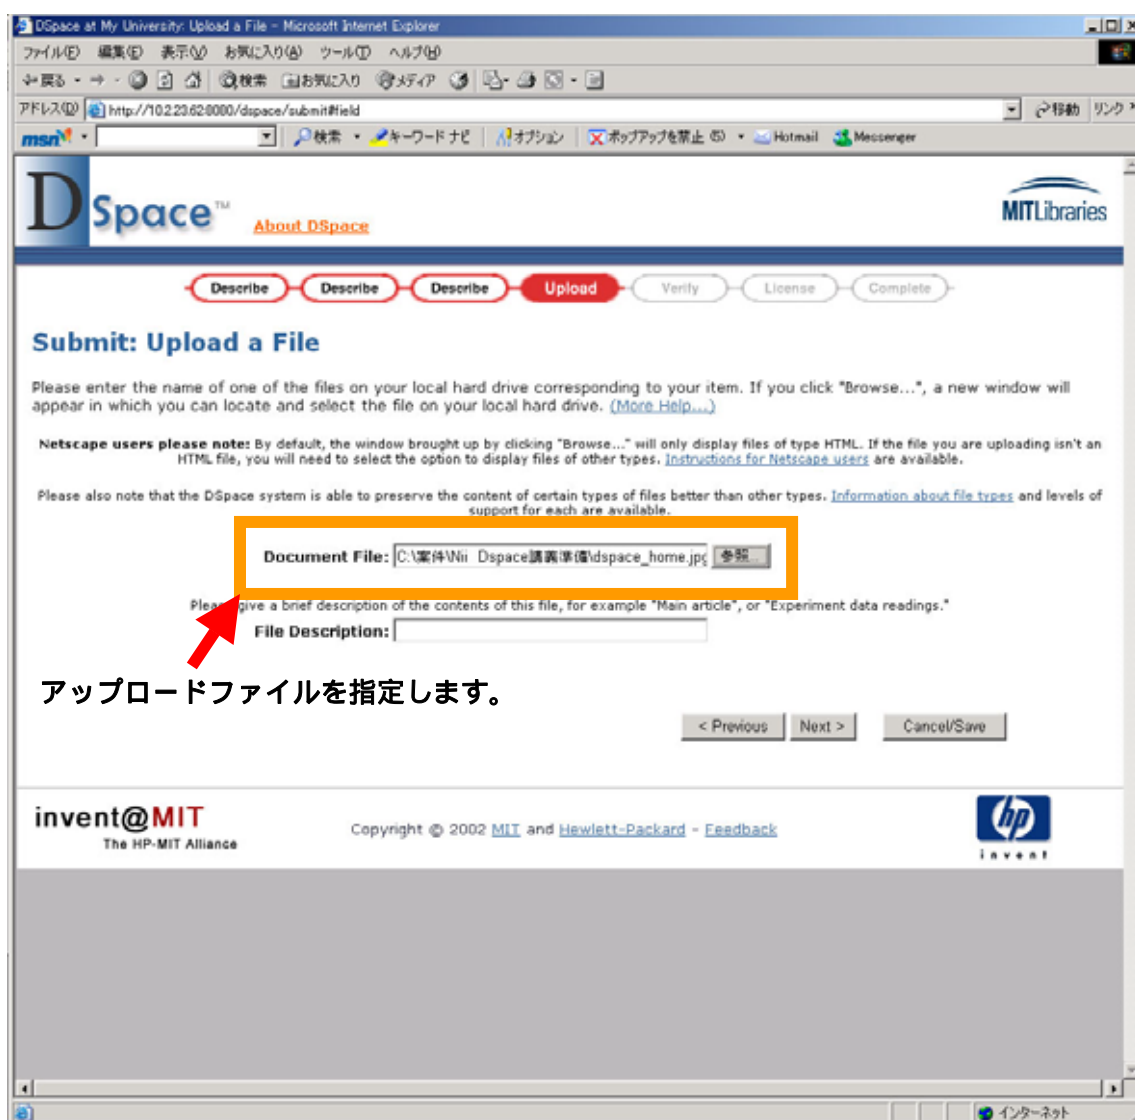 DSpace at My University: Upload a File - Microsoft Internet Explorer
ファイル(F) 編集(E) 表示(V) お気に入り(A) ツール(T) ヘルプ(H)
戻る 検索 お気に入り メディア
アドレス(D) http://10.2.23.62:8080/dspace/submit#field 移動 リンク »
msn 検索 キーワード ナビ オプション ポップアップを禁止 (5) Hotmail Messenger
DSpace™ About DSpace MITLibraries
Describe Describe Describe Upload Verify License Complete
Submit: Upload a File
Please enter the name of one of the files on your local hard drive corresponding to your item. If you click "Browse...", a new window will
appear in which you can locate and select the file on your local hard drive. (More Help...)
Netscape users please note: By default, the window brought up by clicking "Browse..." will only display files of type HTML. If the file you are uploading isn't an
HTML file, you will need to select the option to display files of other types. Instructions for Netscape users are available.
Please also note that the DSpace system is able to preserve the content of certain types of files better than other types. Information about file types and levels of
support for each are available.
Document File: C:\案件\Nii Dspace講義準備\dspace_home.jpg 参照...
Please give a brief description of the contents of this file, for example "Main article", or "Experiment data readings."
File Description:
アップロードファイルを指定します。
< Previous Next > Cancel/Save
invent@MIT
The HP-MIT Alliance
Copyright © 2002 MIT and Hewlett-Packard - Feedback
hp
invent
インターネット